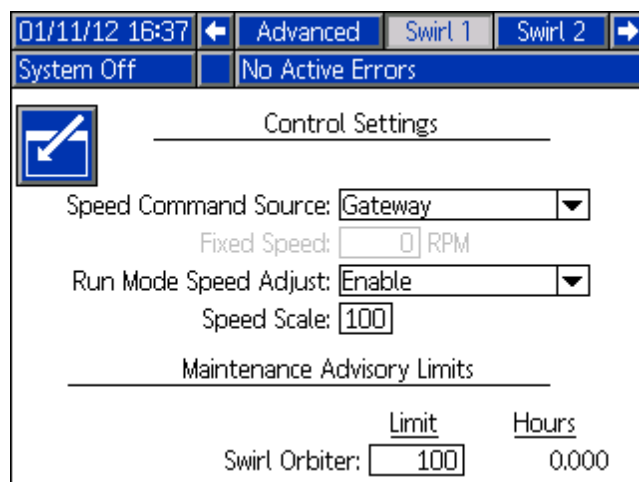 01/11/12 16:37 Advanced Swirl 1 Swirl 2
System Off No Active Errors
Control Settings
Speed Command Source: Gateway
Fixed Speed: 0 RPM
Run Mode Speed Adjust: Enable
Speed Scale: 100
Maintenance Advisory Limits
Limit Hours
Swirl Orbiter: 100 0.000